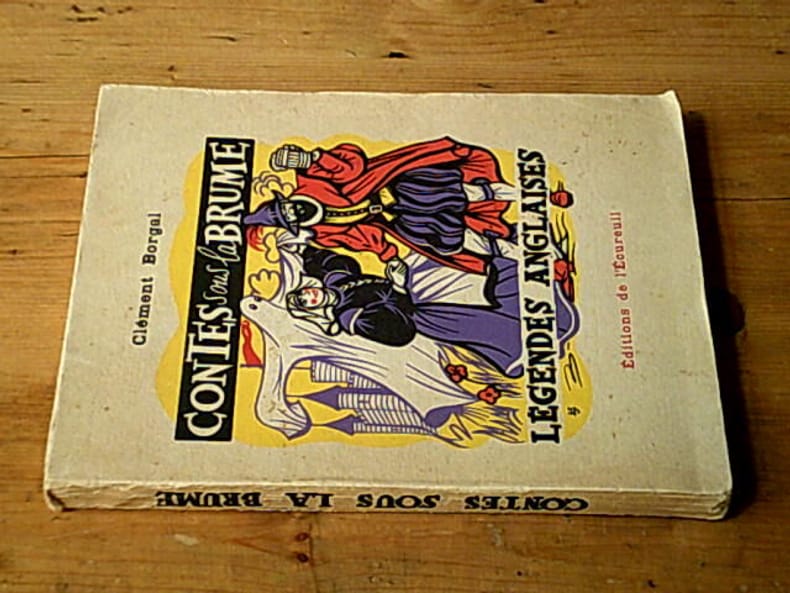 Clément Borgal
CONTES sous la BRUME
LÉGENDES ANGLAISES
Éditions de l'Écureuil
CONTES SOUS LA BRUME